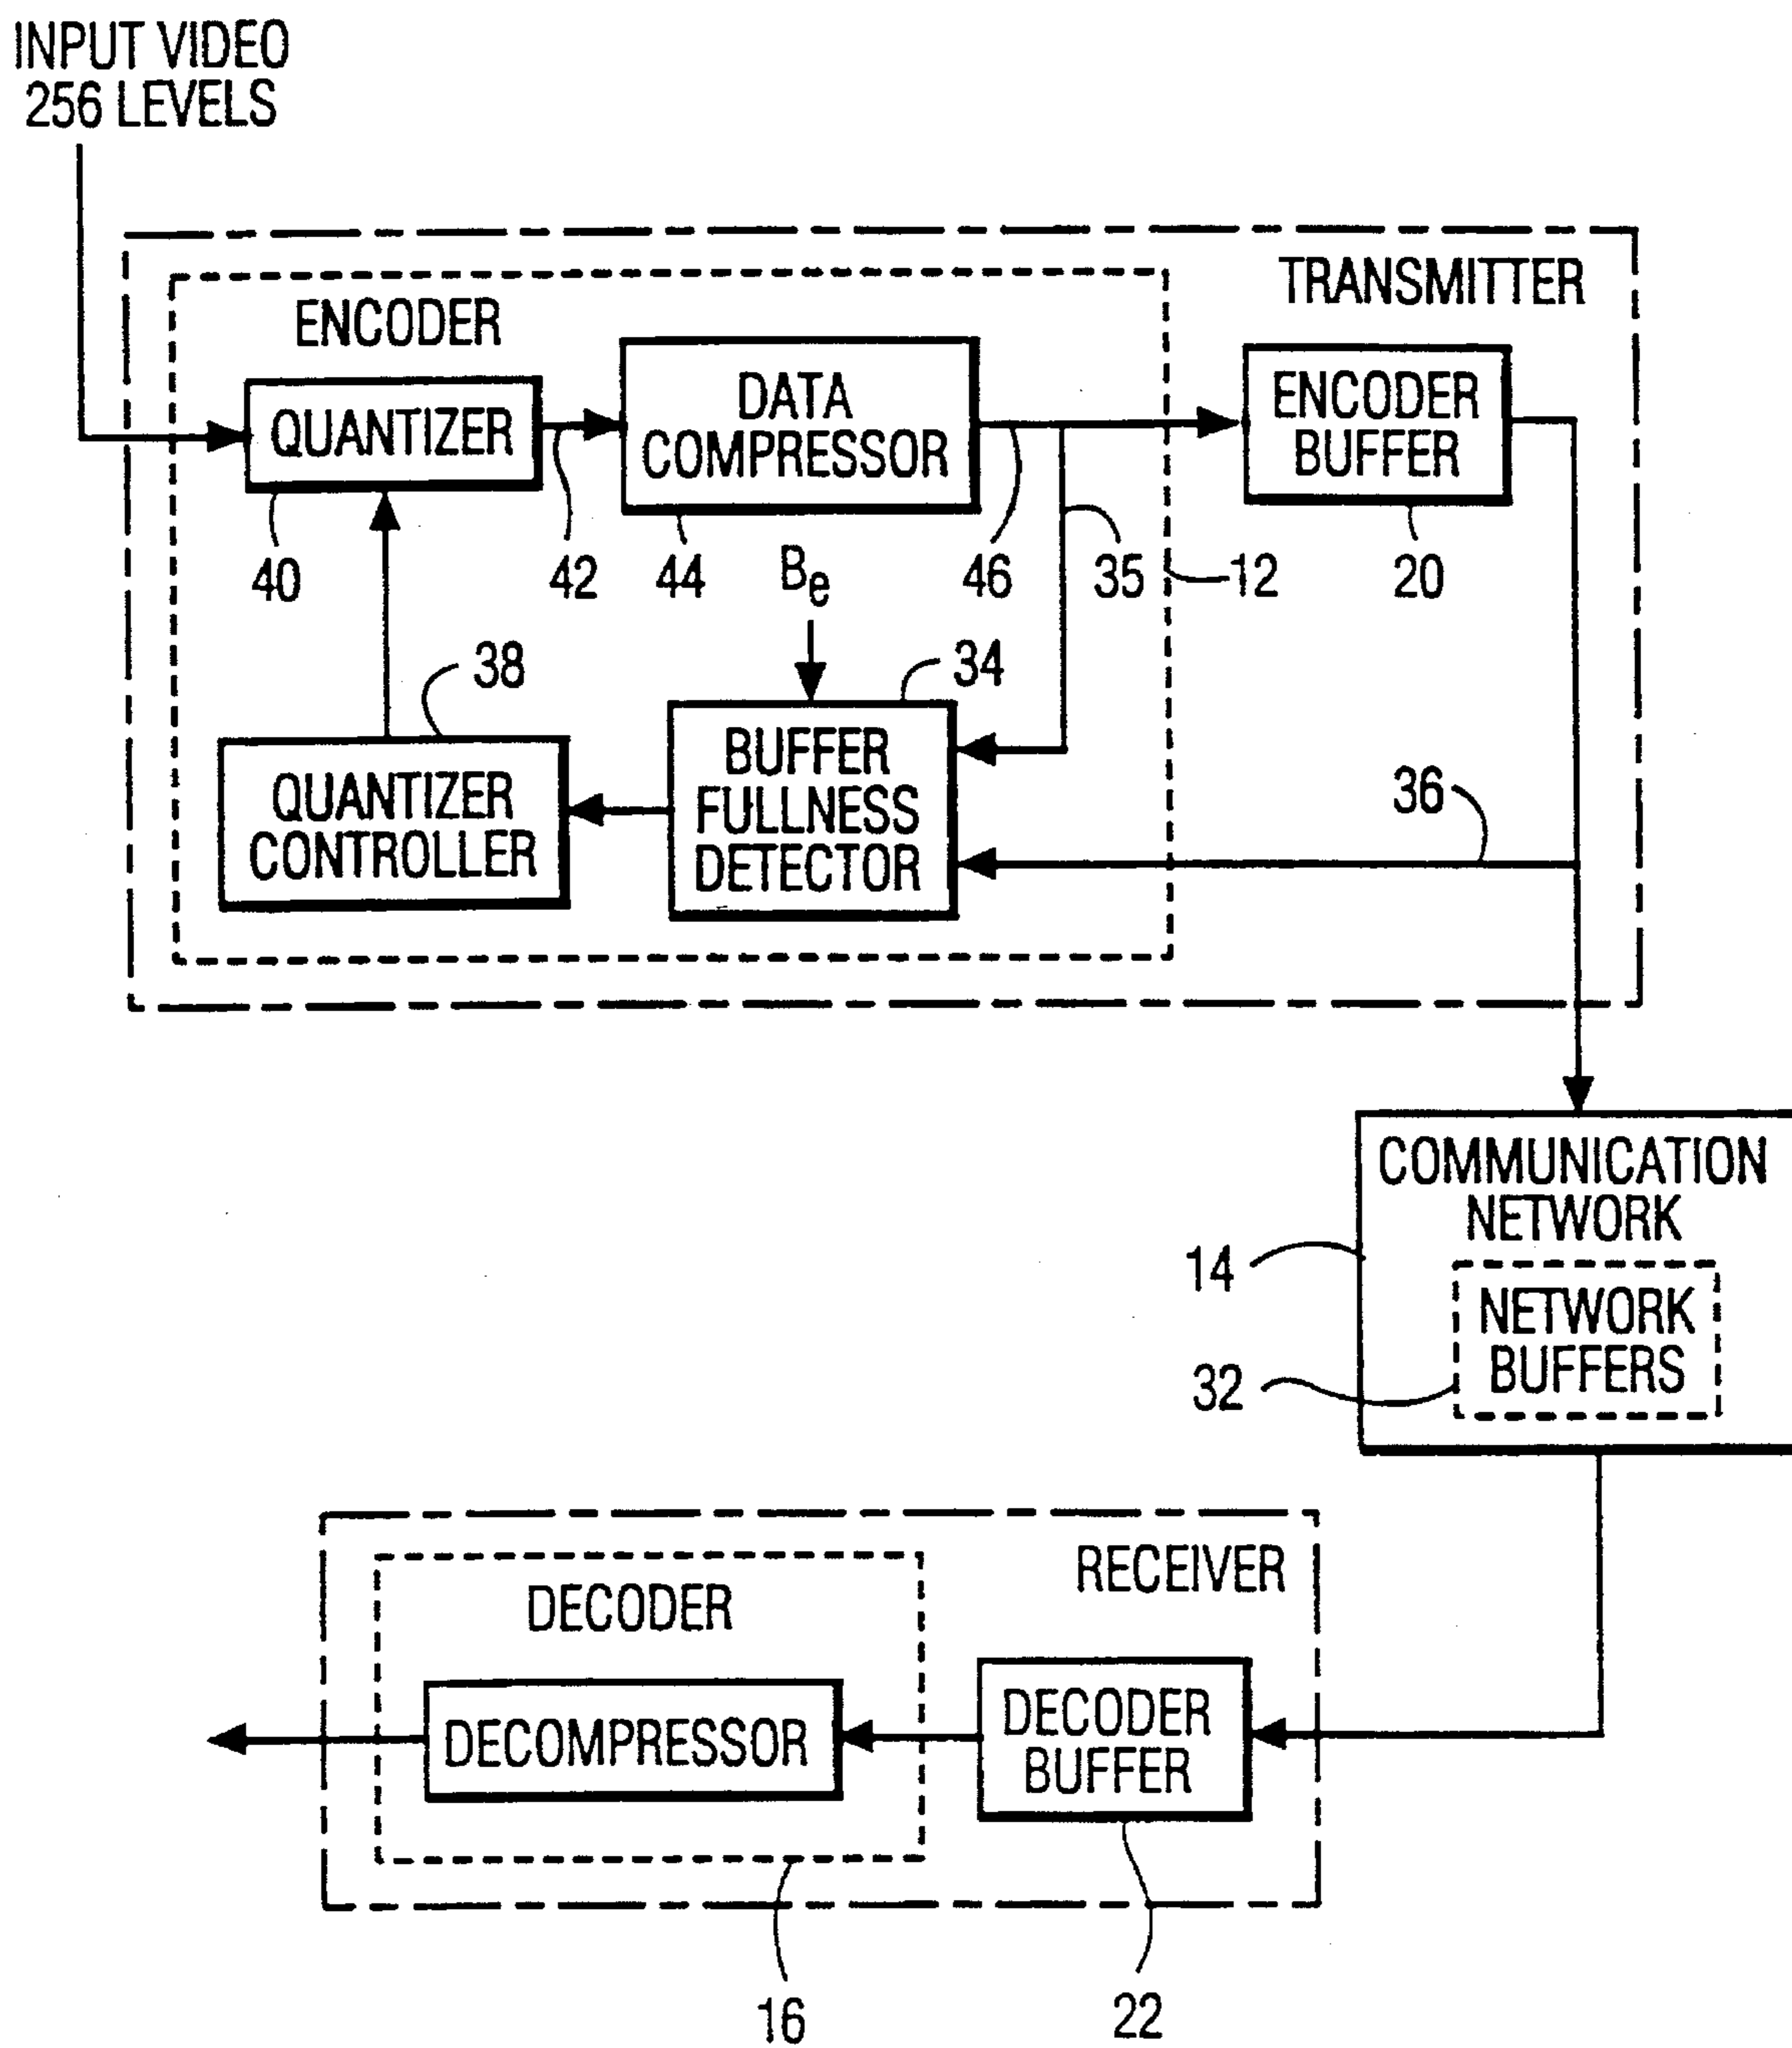 INPUT VIDEO
256 LEVELS
TRANSMITTER
ENCODER
QUANTIZER
DATA
COMPRESSOR
ENCODER
BUFFER
40
42
44
Be
46
35
12
20
38
34
QUANTIZER
CONTROLLER
BUFFER
FULLNESS
DETECTOR
36
COMMUNICATION
NETWORK
14
NETWORK
BUFFERS
32
RECEIVER
DECODER
DECOMPRESSOR
DECODER
BUFFER
16
22